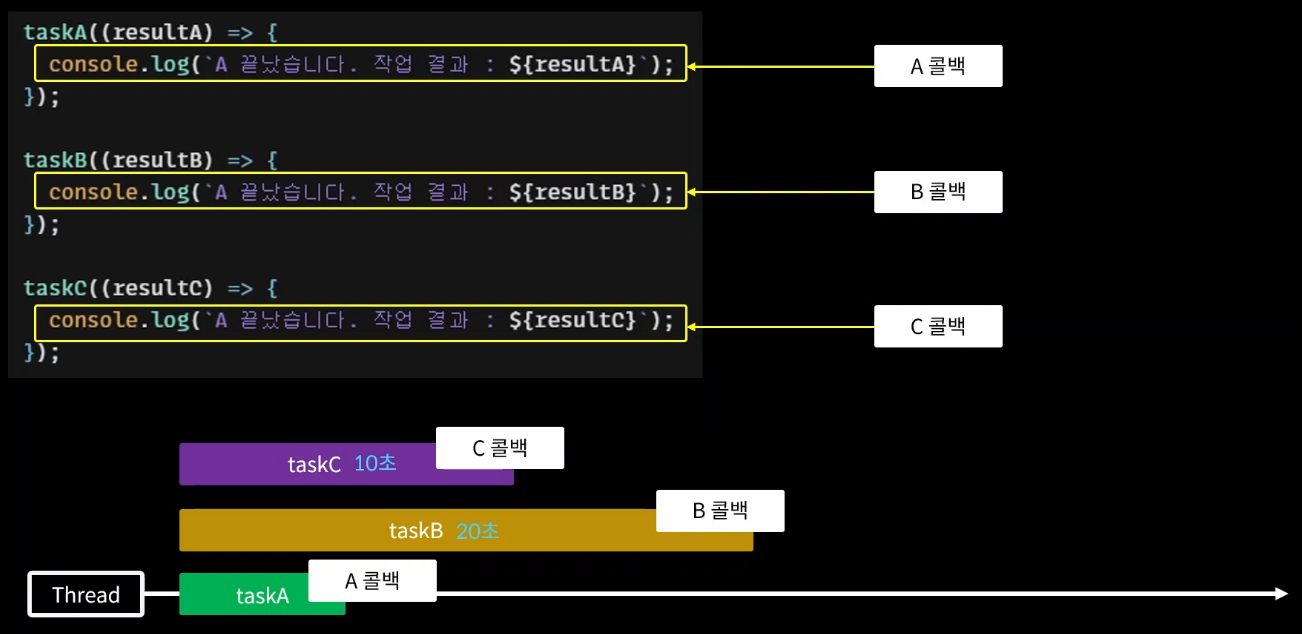 taskA((resultA) => {
console.log(`A 끝났습니다. 작업 결과 : ${resultA}`);
A 콜백
});
taskB((resultB) => {
console.log(`A 끝났습니다. 작업 결과 : ${resultB}`);
B 콜백
});
taskC((resultC) => {
console.log(`A 끝났습니다. 작업 결과 : ${resultC}`);
C 콜백
});
taskC 10초
C 콜백
taskB 20초
B 콜백
Thread
taskA
A 콜백